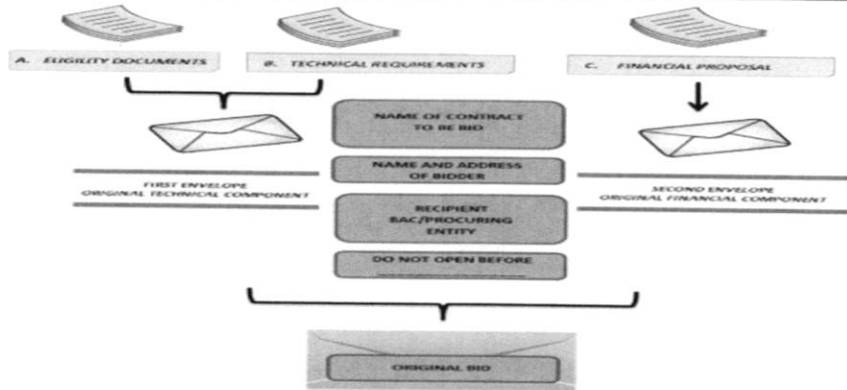 A. ELIGIBILITY DOCUMENTS
B. TECHNICAL REQUIREMENTS
C. FINANCIAL PROPOSAL
NAME OF CONTRACT
TO BE BID
NAME AND ADDRESS
OF BIDDER
FIRST ENVELOPE
ORIGINAL TECHNICAL COMPONENT
SECOND ENVELOPE
ORIGINAL FINANCIAL COMPONENT
RECIPIENT
BAC/PROCURING
ENTITY
DO NOT OPEN BEFORE
ORIGINAL BID